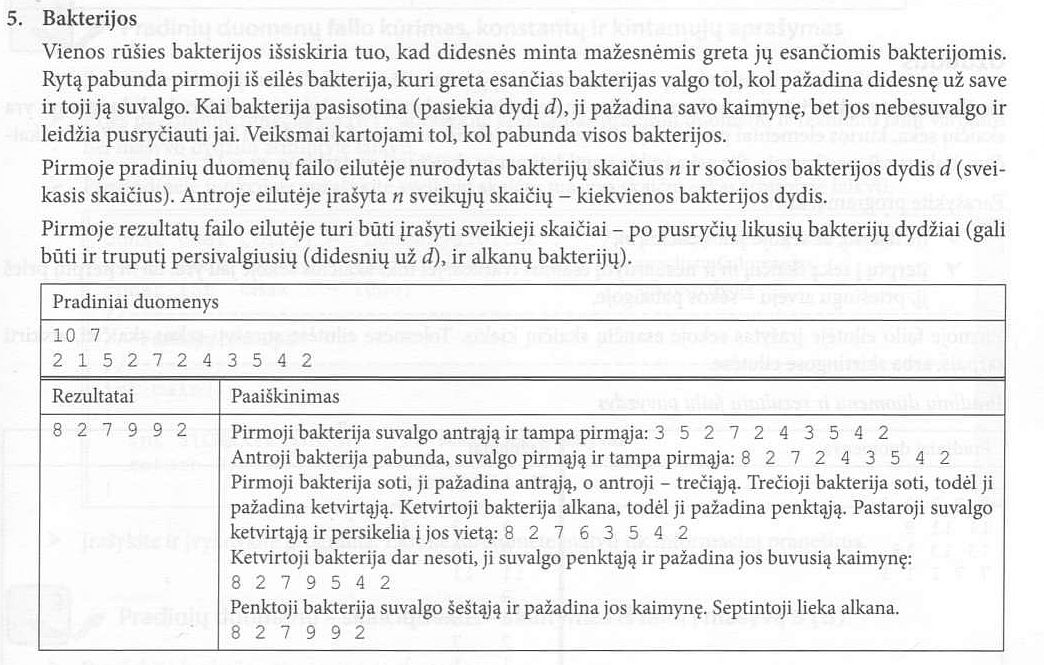 5. Bakterijos
Vienos rūšies bakterijos išsiskiria tuo, kad didesnės minta mažesnėmis greta jų esančiomis bakterijomis.
Rytą pabunda pirmoji iš eilės bakterija, kuri greta esančias bakterijas valgo tol, kol pažadina didesnę už save
ir toji ją suvalgo. Kai bakterija pasisotina (pasiekia dydį d), ji pažadina savo kaimynę, bet jos nebesuvalgo ir
leidžia pusryčiauti jai. Veiksmai kartojami tol, kol pabunda visos bakterijos.
Pirmoje pradinių duomenų failo eilutėje nurodytas bakterijų skaičius n ir sočiosios bakterijos dydis d (svei-
kasis skaičius). Antroje eilutėje įrašyta n sveikųjų skaičių – kiekvienos bakterijos dydis.
Pirmoje rezultatų failo eilutėje turi būti įrašyti sveikieji skaičiai – po pusryčių likusių bakterijų dydžiai (gali
būti ir truputį persivalgiusių (didesnių už d), ir alkanų bakterijų).
Pradiniai duomenys
10 7
2 1 5 2 7 2 4 3 5 4 2
Rezultatai
Paaiškinimas
8 2 7 9 9 2
Pirmoji bakterija suvalgo antrąją ir tampa pirmąja: 3 5 2 7 2 4 3 5 4 2
Antroji bakterija pabunda, suvalgo pirmąją ir tampa pirmąja: 8 2 7 2 4 3 5 4 2
Pirmoji bakterija soti, ji pažadina antrąją, o antroji – trečiąją. Trečioji bakterija soti, todėl ji
pažadina ketvirtąją. Ketvirtoji bakterija alkana, todėl ji pažadina penktąją. Pastaroji suvalgo
ketvirtąją ir persikelia į jos vietą: 8 2 7 6 3 5 4 2
Ketvirtoji bakterija dar nesoti, ji suvalgo penktąją ir pažadina jos buvusią kaimynę:
8 2 7 9 5 4 2
Penktoji bakterija suvalgo šeštąją ir pažadina jos kaimynę. Septintoji lieka alkana.
8 2 7 9 9 2